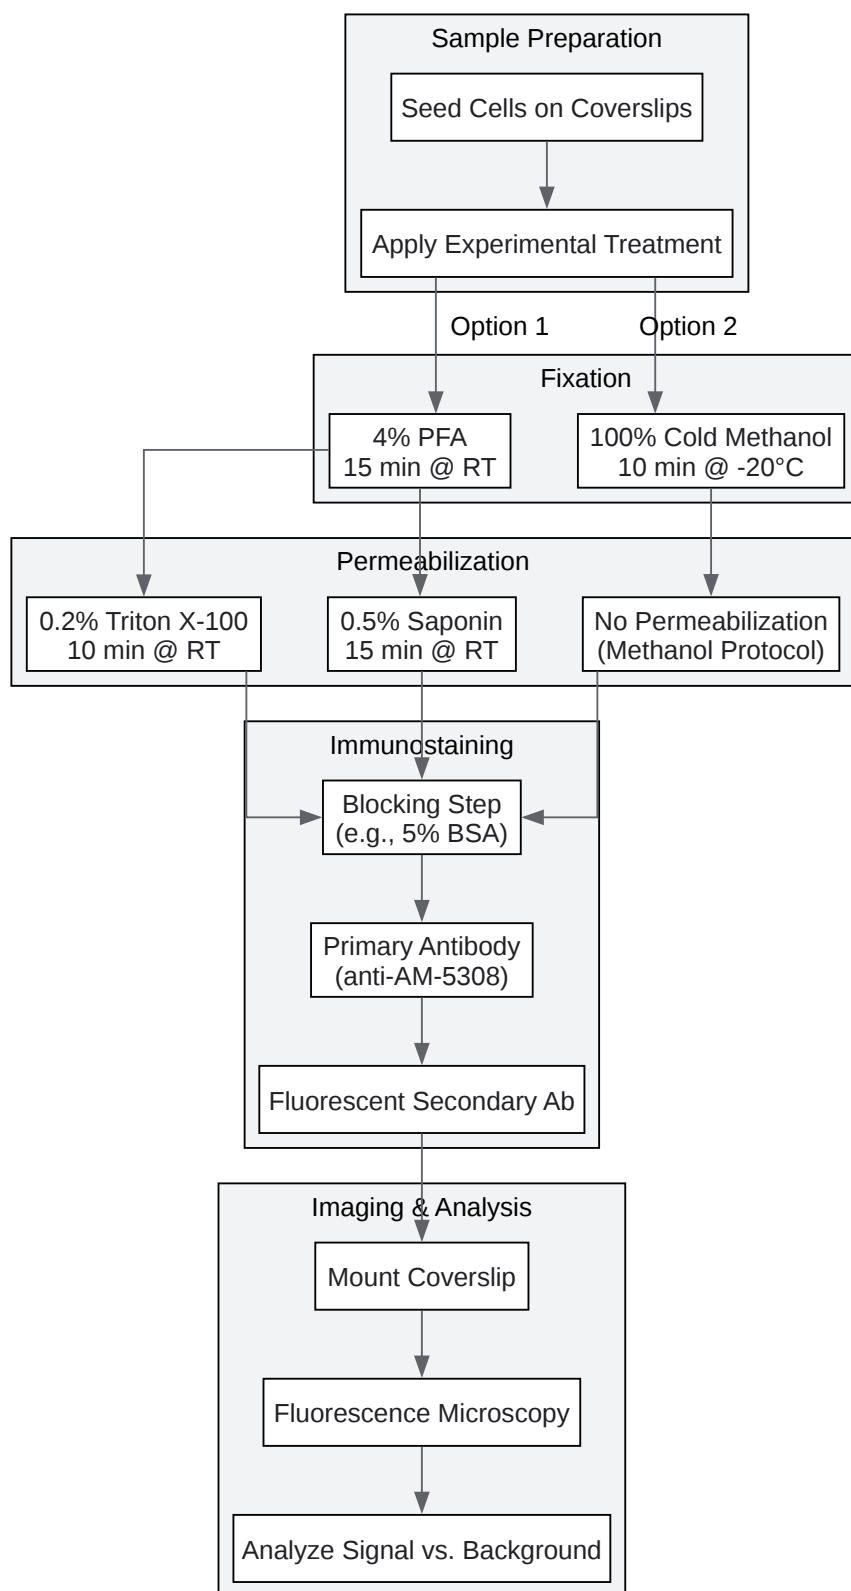 Sample Preparation
Seed Cells on Coverslips
Apply Experimental Treatment
Option 1
Option 2
Fixation
4% PFA
15 min @ RT
100% Cold Methanol
10 min @ -20°C
Permeabilization
0.2% Triton X-100
10 min @ RT
0.5% Saponin
15 min @ RT
No Permeabilization
(Methanol Protocol)
Immunostaining
Blocking Step
(e.g., 5% BSA)
Primary Antibody
(anti-AM-5308)
Fluorescent Secondary Ab
Imaging & Analysis
Mount Coverslip
Fluorescence Microscopy
Analyze Signal vs. Background